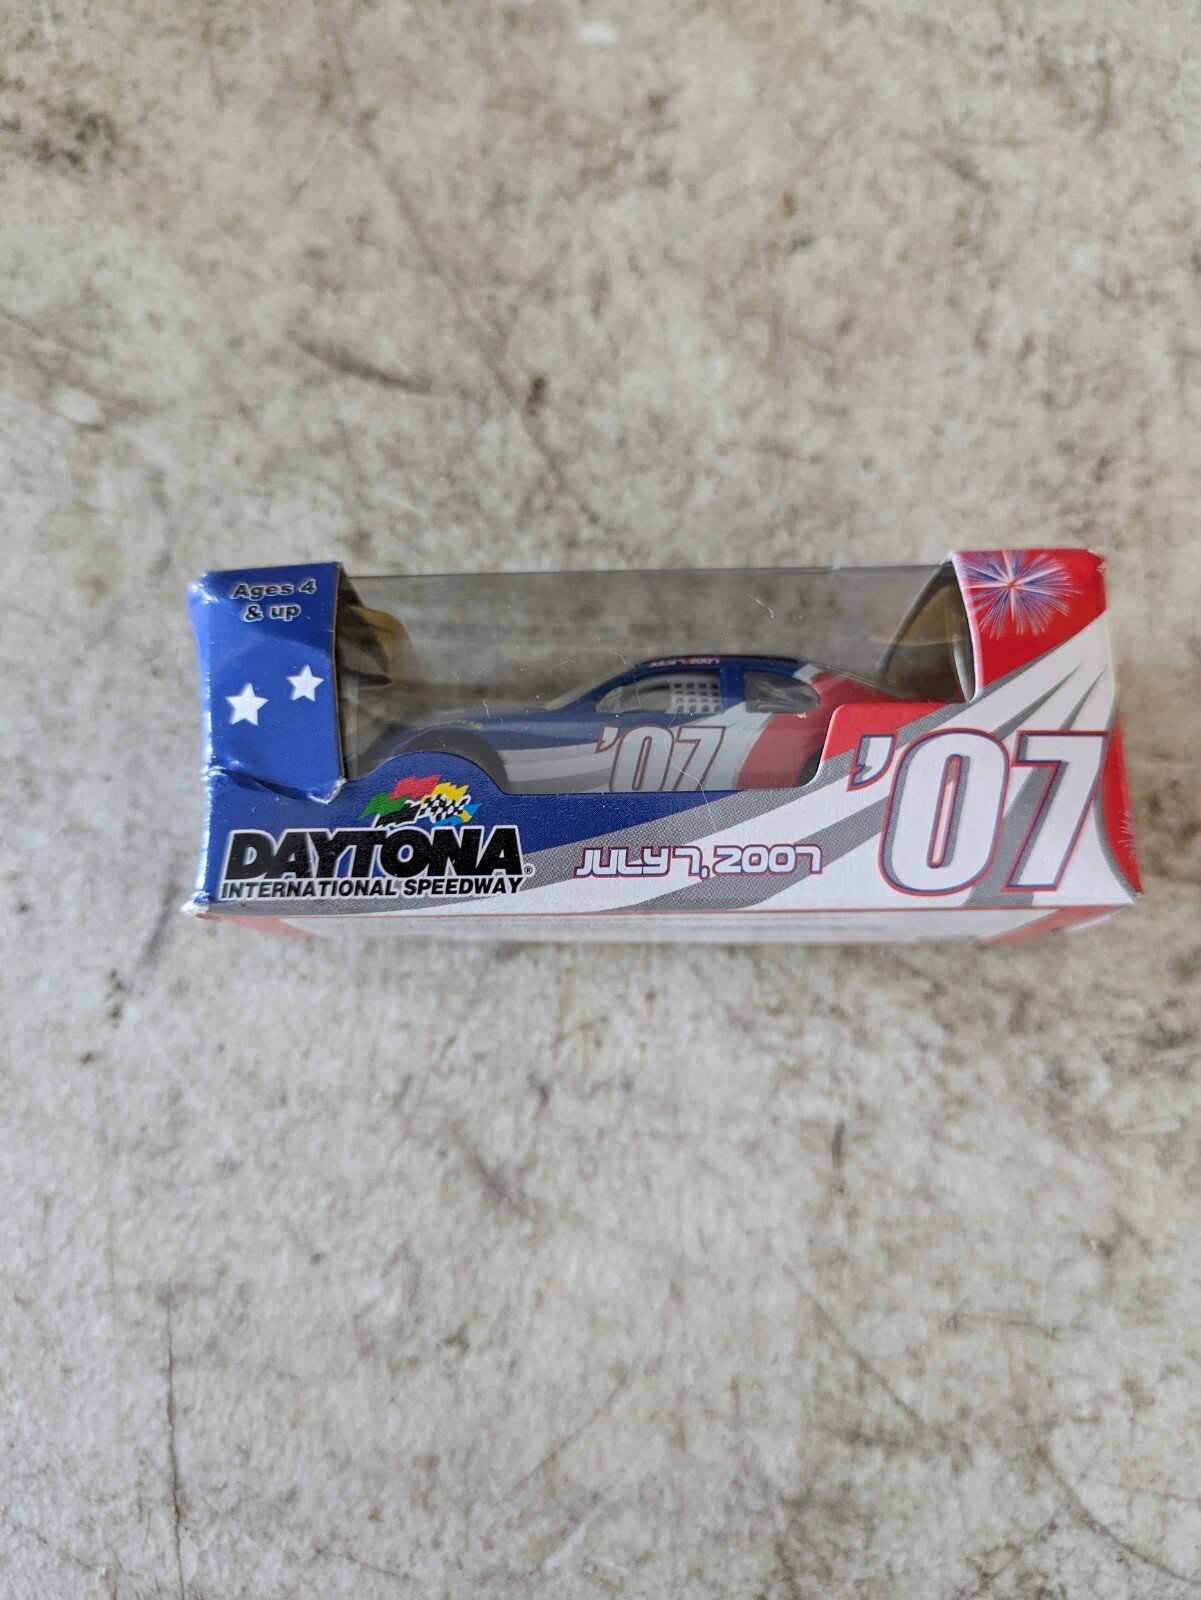 Ages 4
& up
'07
DAYTONA®
INTERNATIONAL SPEEDWAY
JULY 7, 2007
'07